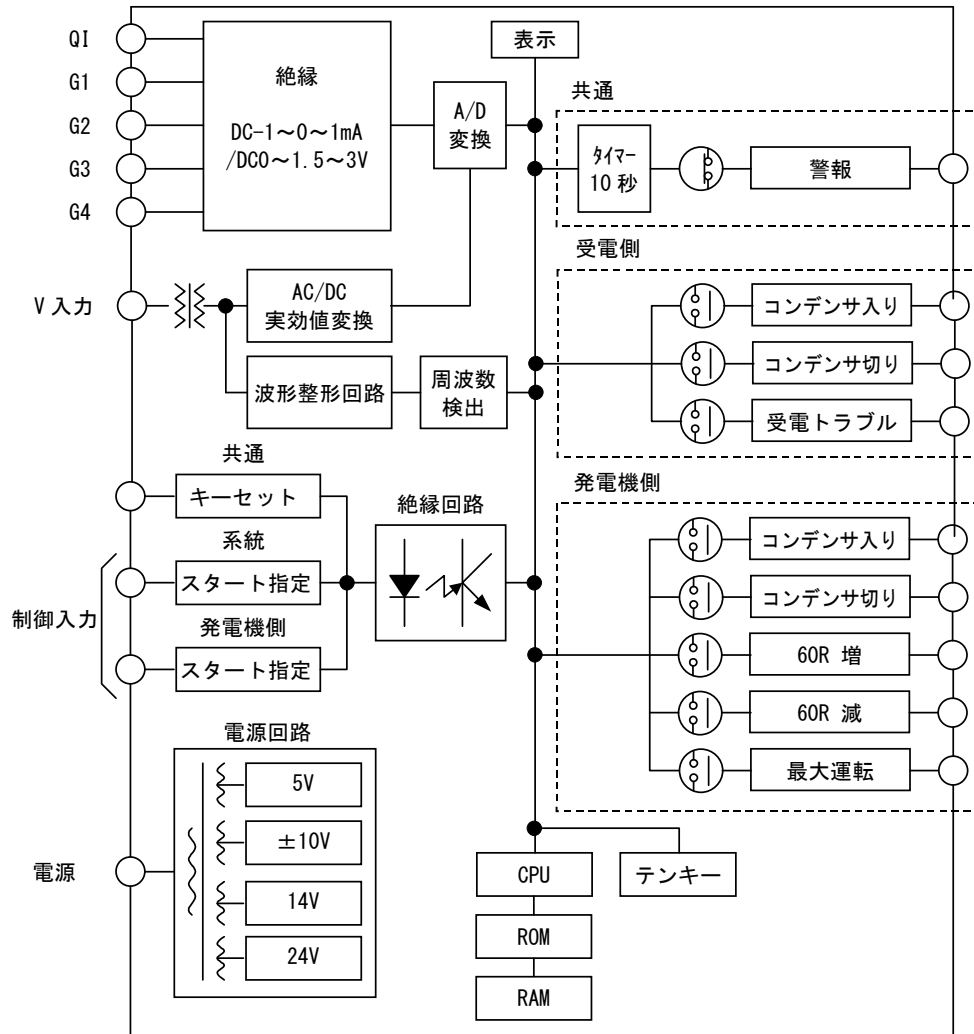 QI
G1
G2
G3
G4
絶縁
DC-1～0～1mA
/DC0～1.5～3V
A/D
変換
表示
共通
ﾀｲﾏｰ
10 秒
警報
受電側
コンデンサ入り
コンデンサ切り
受電トラブル
V 入力
AC/DC
実効値変換
波形整形回路
周波数
検出
共通
キーセット
系統
スタート指定
発電機側
スタート指定
制御入力
絶縁回路
発電機側
コンデンサ入り
コンデンサ切り
60R 増
60R 減
最大運転
電源回路
5V
±10V
14V
24V
電源
CPU
ROM
RAM
テンキー